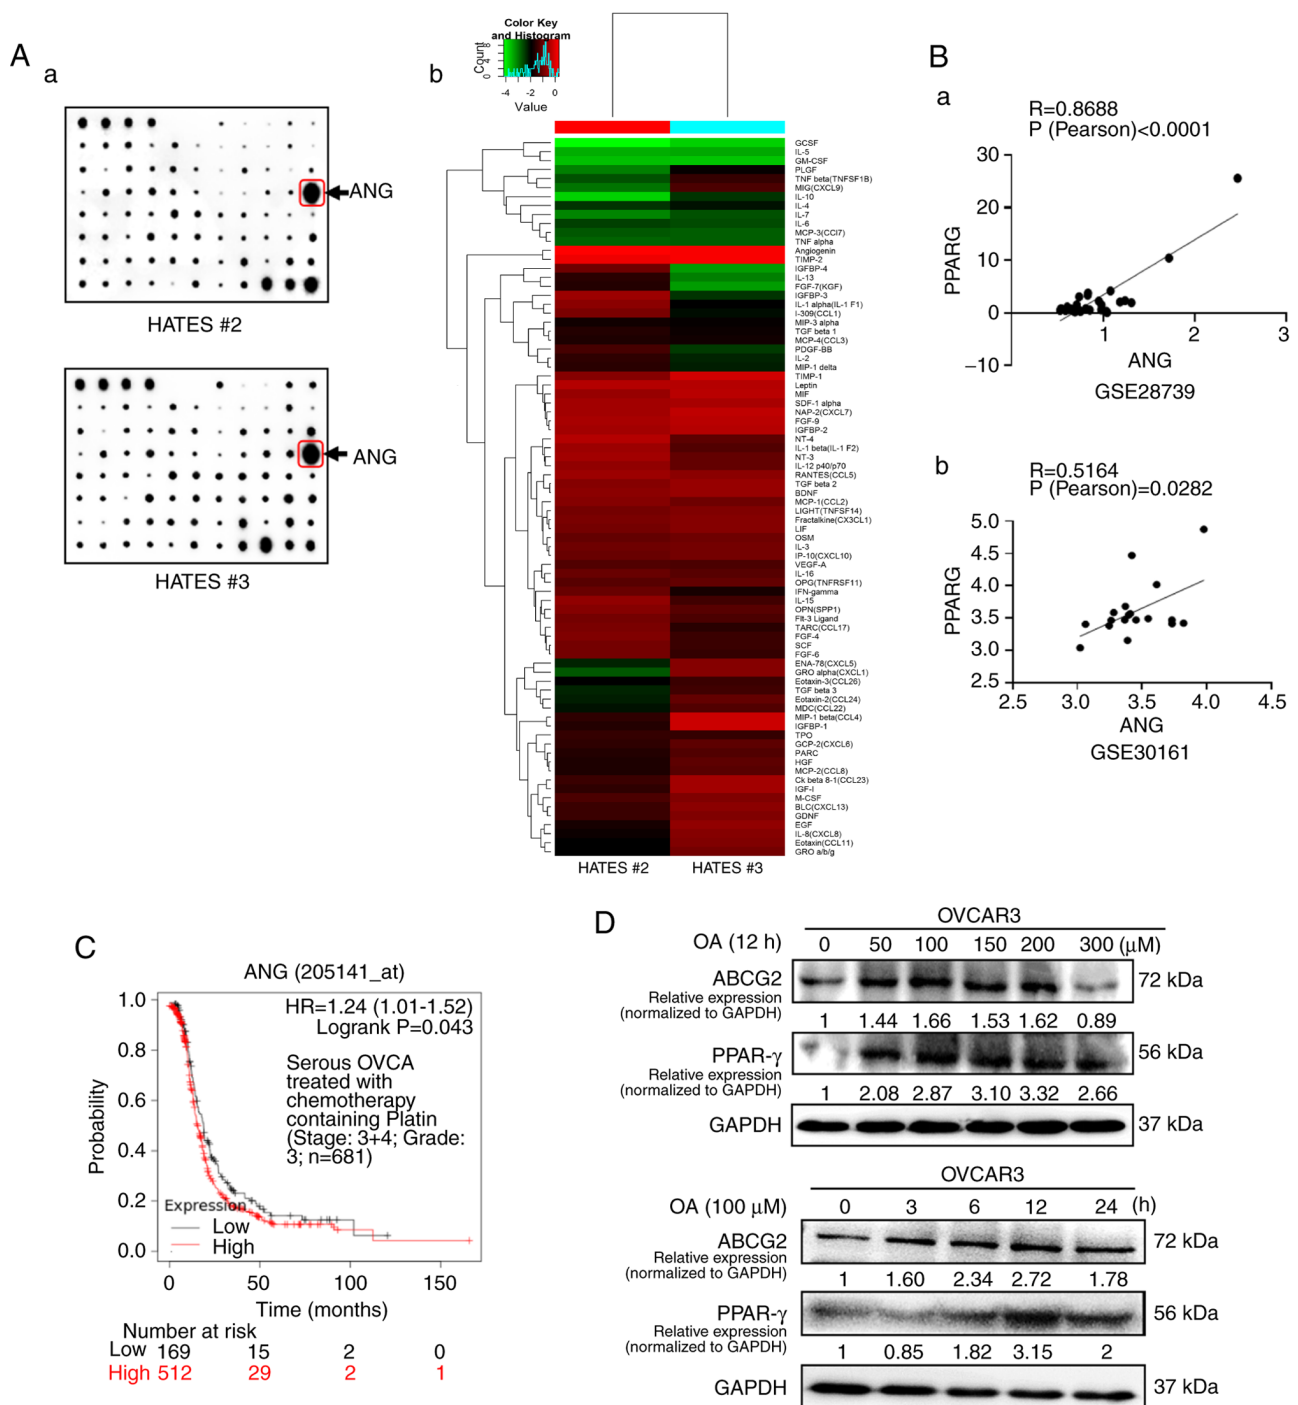 A
a
ANG
HATES #2
ANG
HATES #3
b
Color Key
and Histogram
Count
0 4 8
-4 -2 0
Value
GCSF
IL-5
GM-CSF
PLGF
TNF beta(TNFSF1B)
MIG(CXCL9)
IL-10
IL-4
IL-7
IL-6
MCP-3(CCl7)
TNF alpha
Angiogenin
TIMP-2
IGFBP-4
IL-13
FGF-7(KGF)
IGFBP-3
IL-1 alpha(IL-1 F1)
I-309(CCL1)
MIP-3 alpha
TGF beta 1
MCP-4(CCL3)
PDGF-BB
IL-2
MIP-1 delta
TIMP-1
Leptin
MIF
SDF-1 alpha
NAP-2(CXCL7)
FGF-9
IGFBP-2
NT-4
IL-1 beta(IL-1 F2)
NT-3
IL-12 p40/p70
RANTES(CCL5)
TGF beta 2
BDNF
MCP-1(CCL2)
LIGHT(TNFSF14)
Fractalkine(CX3CL1)
LIF
OSM
IL-3
IP-10(CXCL10)
VEGF-A
IL-16
OPG(TNFRSF11)
IFN-gamma
IL-15
OPN(SPP1)
Flt-3 Ligand
TARC(CCL17)
FGF-4
SCF
FGF-6
ENA-78(CXCL5)
GRO alpha(CXCL1)
Eotaxin-3(CCL26)
TGF beta 3
Eotaxin-2(CCL24)
MDC(CCL22)
MIP-1 beta(CCL4)
IGFBP-1
TPO
GCP-2(CXCL6)
PARC
HGF
MCP-2(CCL8)
Ck beta 8-1(CCL23)
IGF-I
M-CSF
BLC(CXCL13)
GDNF
EGF
IL-8(CXCL8)
Eotaxin(CCL11)
GRO a/b/g
HATES #2 HATES #3
B
a
R=0.8688
P (Pearson)<0.0001
PPARG
30
20
10
0
−10
1 2 3
ANG
GSE28739
b
R=0.5164
P (Pearson)=0.0282
PPARG
5.0
4.5
4.0
3.5
3.0
2.5
2.5 3.0 3.5 4.0 4.5
ANG
GSE30161
C
ANG (205141_at)
HR=1.24 (1.01-1.52)
Logrank P=0.043
Serous OVCA
treated with
chemotherapy
containing Platin
(Stage: 3+4; Grade:
3; n=681)
Probability
1.0
0.8
0.6
0.4
0.2
0.0
Expression
Low
High
0 50 100 150
Time (months)
Number at risk
Low 169 15 2 0
High 512 29 2 1
D
OVCAR3
OA (12 h) 0 50 100 150 200 300 (µM)
ABCG2 72 kDa
Relative expression
(normalized to GAPDH) 1 1.44 1.66 1.53 1.62 0.89
PPAR-γ 56 kDa
Relative expression
(normalized to GAPDH) 1 2.08 2.87 3.10 3.32 2.66
GAPDH 37 kDa
OVCAR3
OA (100 µM) 0 3 6 12 24 (h)
ABCG2 72 kDa
Relative expression
(normalized to GAPDH) 1 1.60 2.34 2.72 1.78
PPAR-γ 56 kDa
Relative expression
(normalized to GAPDH) 1 0.85 1.82 3.15 2
GAPDH 37 kDa